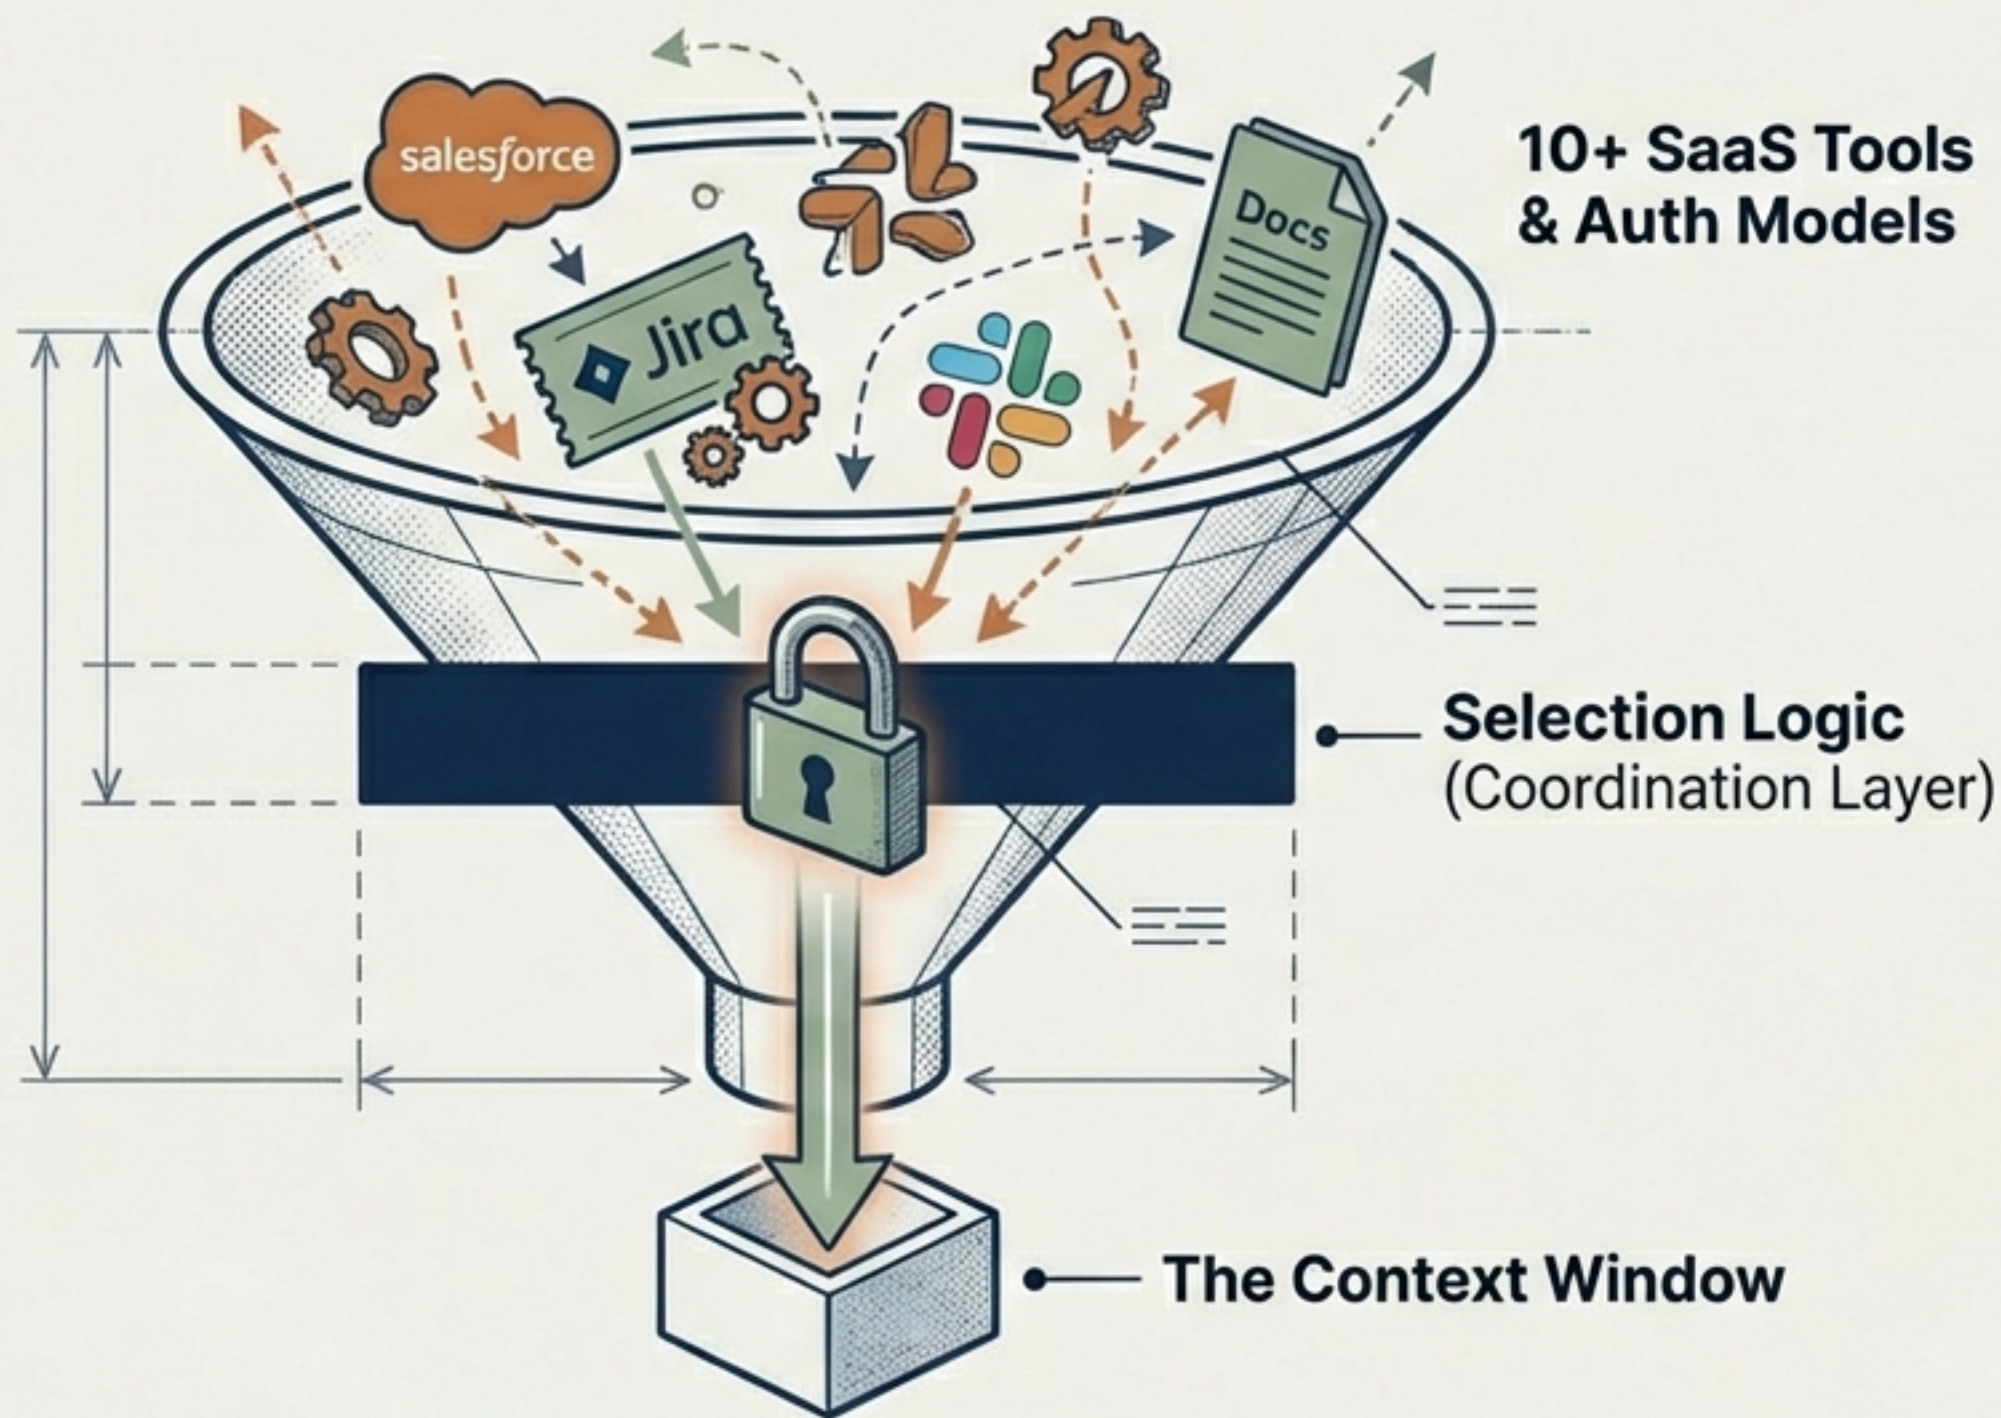 salesforce
Jira
Docs
10+ SaaS Tools
& Auth Models
Selection Logic
(Coordination Layer)
The Context Window